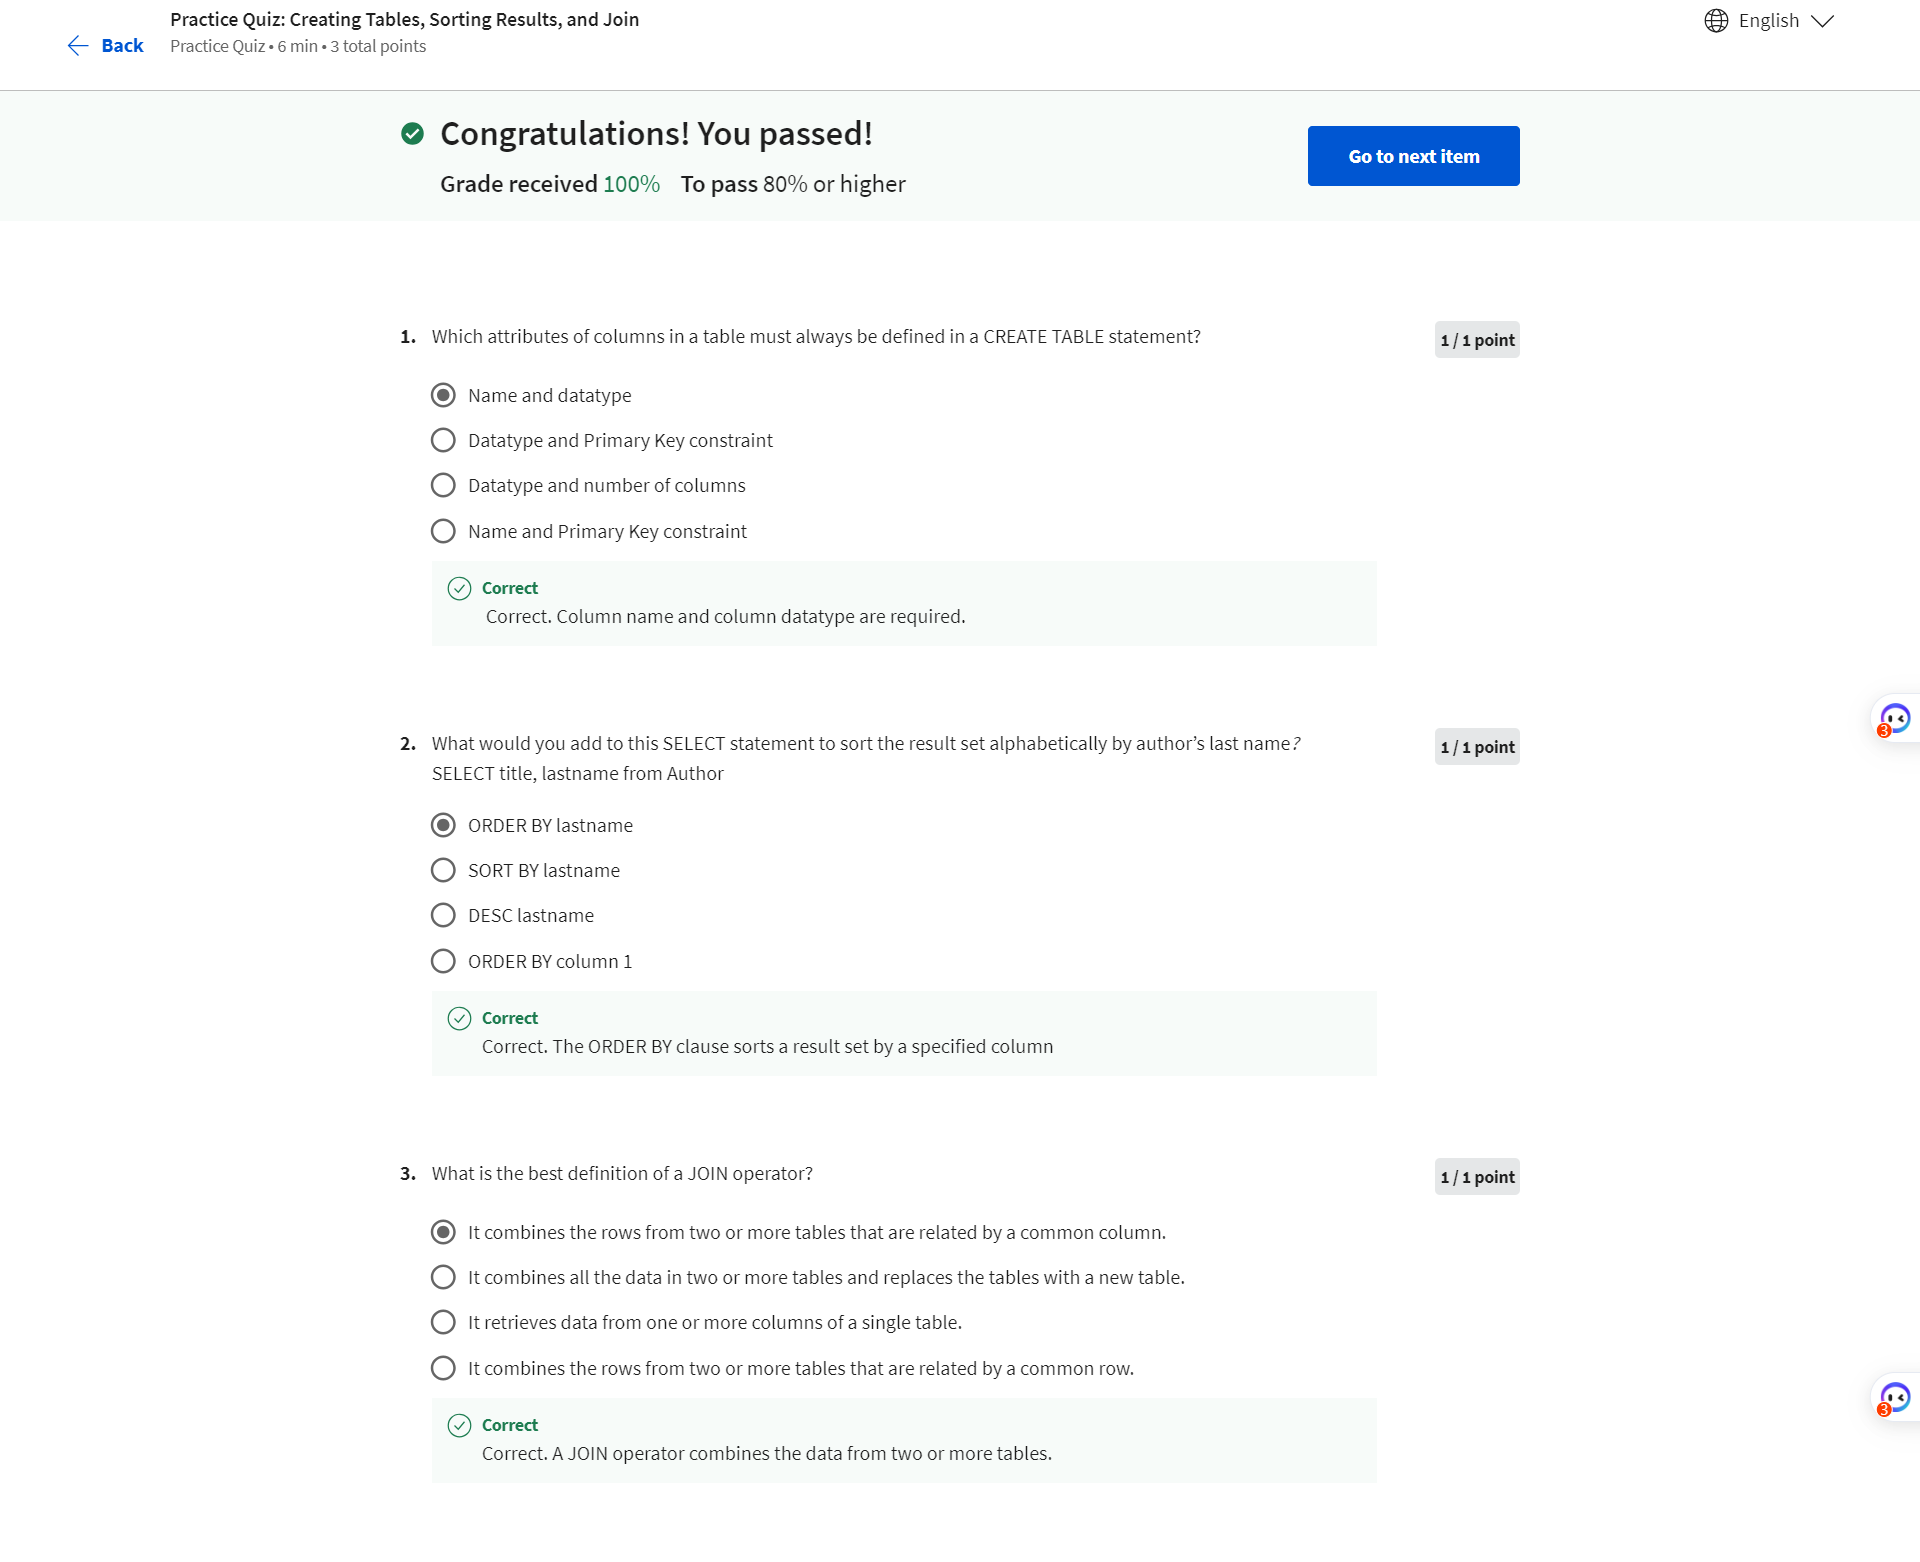 Back
Practice Quiz: Creating Tables, Sorting Results, and Join
Practice Quiz • 6 min • 3 total points
English
Congratulations! You passed!
Grade received 100% To pass 80% or higher
Go to next item
1. Which attributes of columns in a table must always be defined in a CREATE TABLE statement?
1 / 1 point
Name and datatype
Datatype and Primary Key constraint
Datatype and number of columns
Name and Primary Key constraint
Correct
Correct. Column name and column datatype are required.
2. What would you add to this SELECT statement to sort the result set alphabetically by author’s last name?
SELECT title, lastname from Author
1 / 1 point
ORDER BY lastname
SORT BY lastname
DESC lastname
ORDER BY column 1
Correct
Correct. The ORDER BY clause sorts a result set by a specified column
3
3. What is the best definition of a JOIN operator?
1 / 1 point
It combines the rows from two or more tables that are related by a common column.
It combines all the data in two or more tables and replaces the tables with a new table.
It retrieves data from one or more columns of a single table.
It combines the rows from two or more tables that are related by a common row.
Correct
Correct. A JOIN operator combines the data from two or more tables.
3